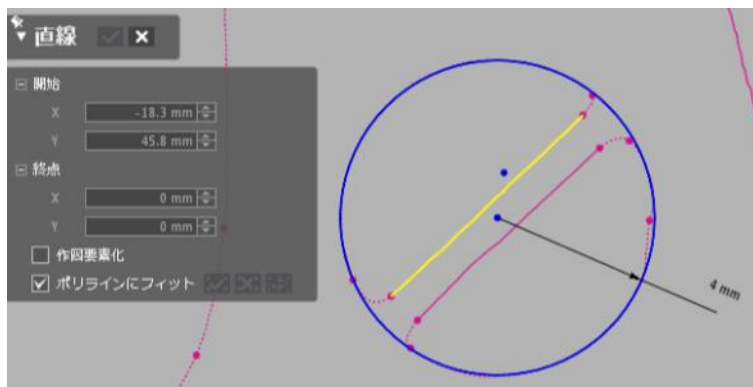 直線
開始
X -18.3 mm
Y 45.8 mm
終点
X 0 mm
Y 0 mm
作図要素化
ポリラインにフィット
4 mm